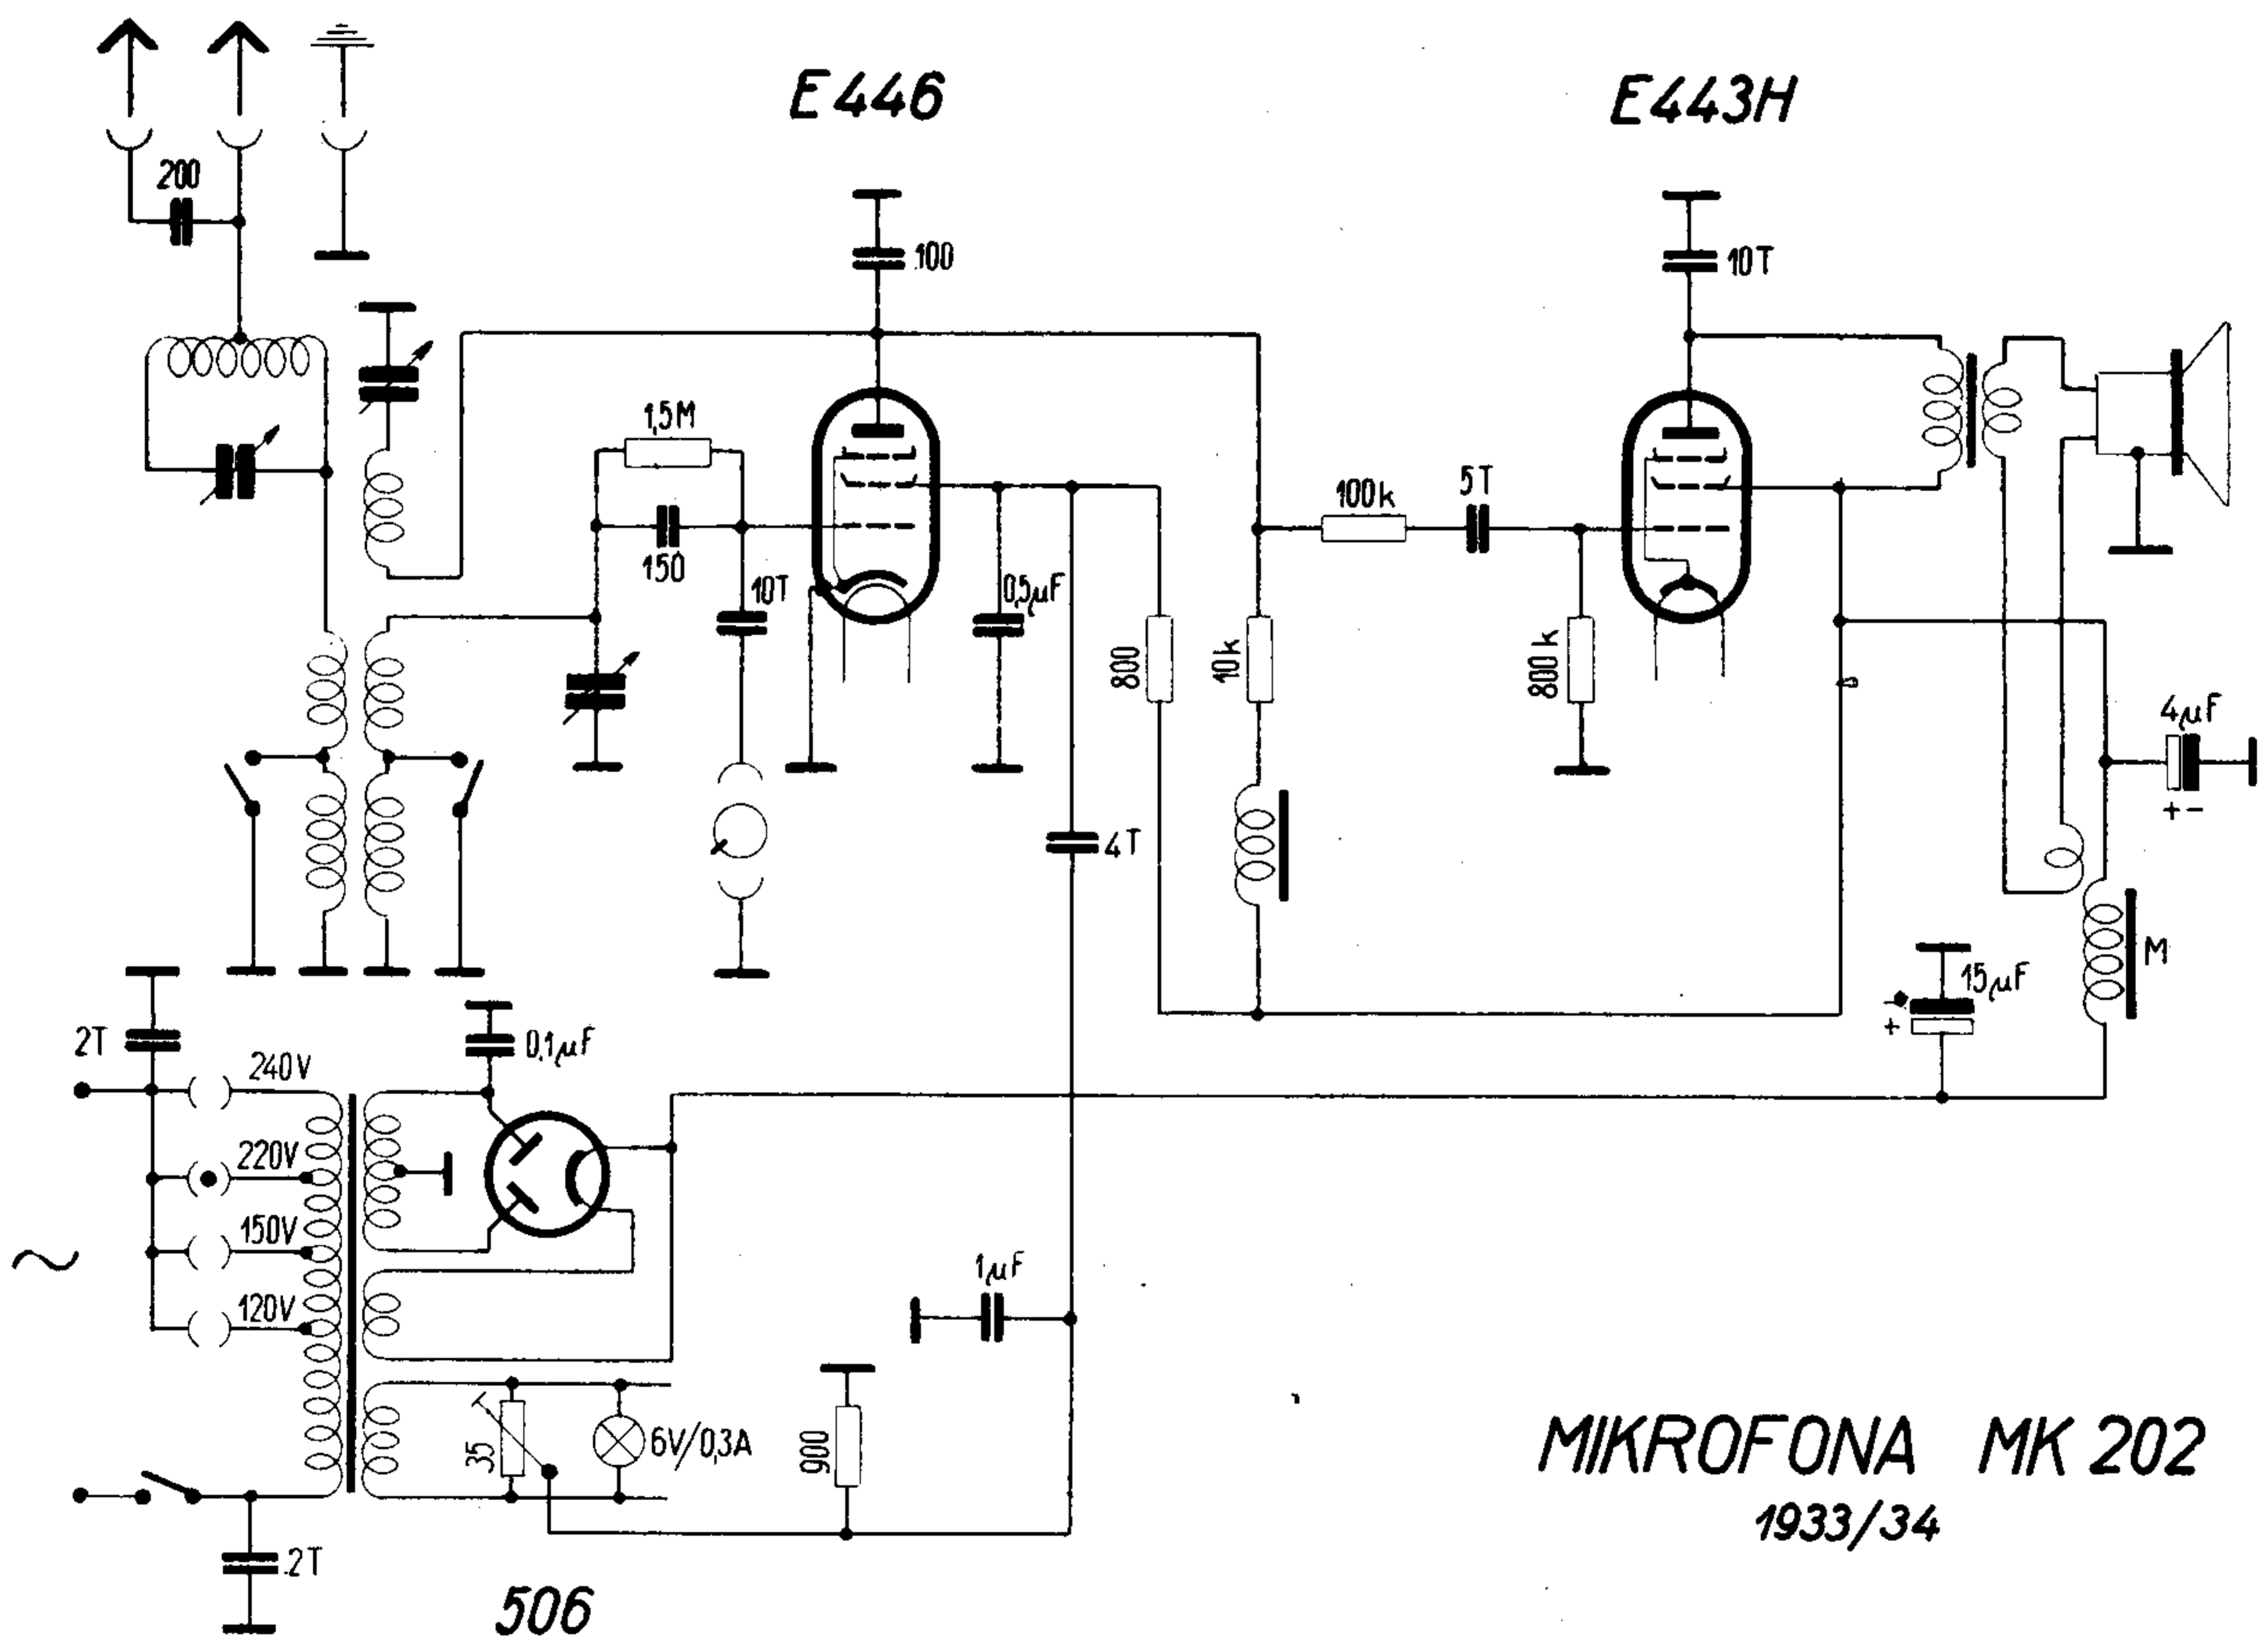 E446
E443H
200
100
10T
1,5M
150
10T
0,5µF
100k
5T
800
10k
800k
4µF
+ -
4T
M
15µF
-
+
2T
0,1µF
240V
220V
150V
120V
~
1µF
35
6V/0,3A
900
2T
506
MIKROFONA MK 202
1933/34